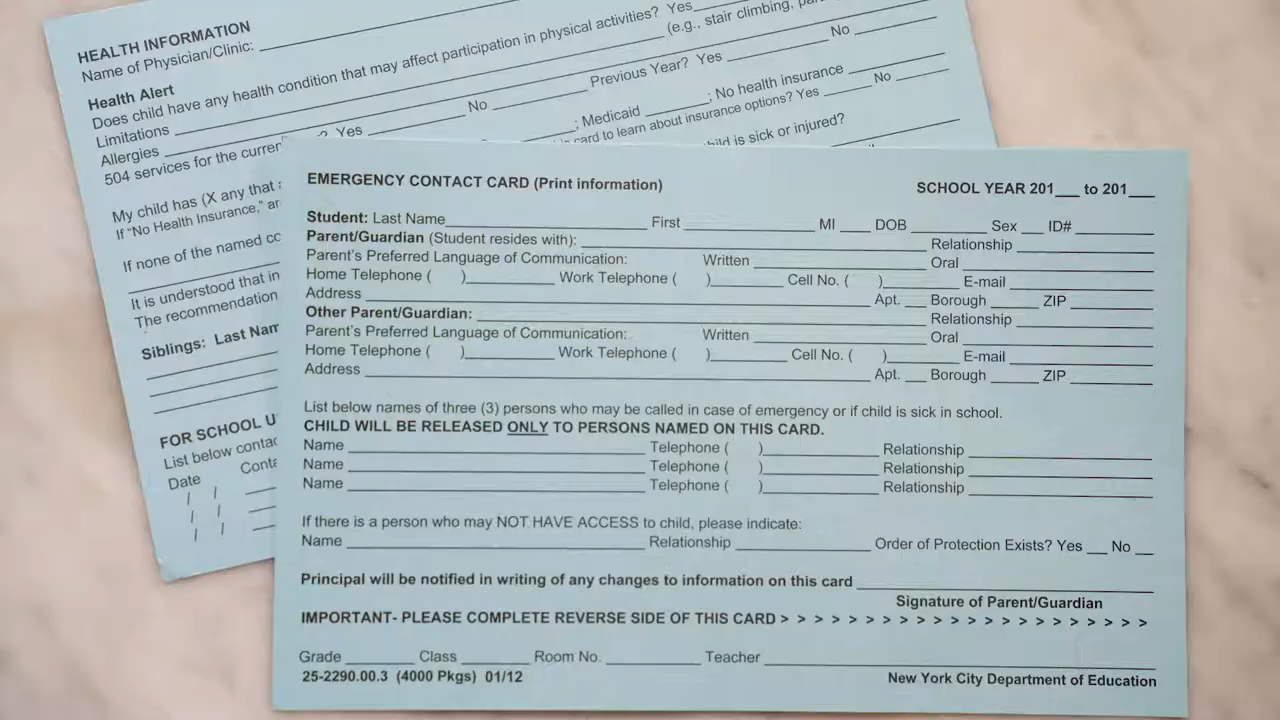 HEALTH INFORMATION
Name of Physician/Clinic:
Health Alert
Does child have any health condition that may affect participation in physical activities? Yes
Limitations (e.g., stair climbing,
Allergies No Previous Year? Yes No
504 services for the ? Yes ; Medicaid ; No health insurance
My child has (X any that card to learn about insurance options? Yes No
If "No Health Insurance," is sick or injured?
If none of the named
It is understood that in
The recommendation
Siblings: Last
FOR SCHOOL
List below
Date
/ /
/ /
/ /
EMERGENCY CONTACT CARD (Print information) SCHOOL YEAR 201___ to 201___
Student: Last Name First MI DOB Sex ID#
Parent/Guardian (Student resides with): Relationship
Parent's Preferred Language of Communication: Written Oral
Home Telephone ( ) Work Telephone ( ) Cell No. ( ) E-mail
Address Apt. Borough ZIP
Other Parent/Guardian: Relationship
Parent's Preferred Language of Communication: Written Oral
Home Telephone ( ) Work Telephone ( ) Cell No. ( ) E-mail
Address Apt. Borough ZIP
List below names of three (3) persons who may be called in case of emergency or if child is sick in school.
CHILD WILL BE RELEASED ONLY TO PERSONS NAMED ON THIS CARD.
Name Telephone ( ) Relationship
Name Telephone ( ) Relationship
Name Telephone ( ) Relationship
If there is a person who may NOT HAVE ACCESS to child, please indicate:
Name Relationship Order of Protection Exists? Yes No
Principal will be notified in writing of any changes to information on this card
Signature of Parent/Guardian
IMPORTANT- PLEASE COMPLETE REVERSE SIDE OF THIS CARD > > > > > > > > > > > > > > > > > > > > > >
Grade Class Room No. Teacher
25-2290.00.3 (4000 Pkgs) 01/12 New York City Department of Education